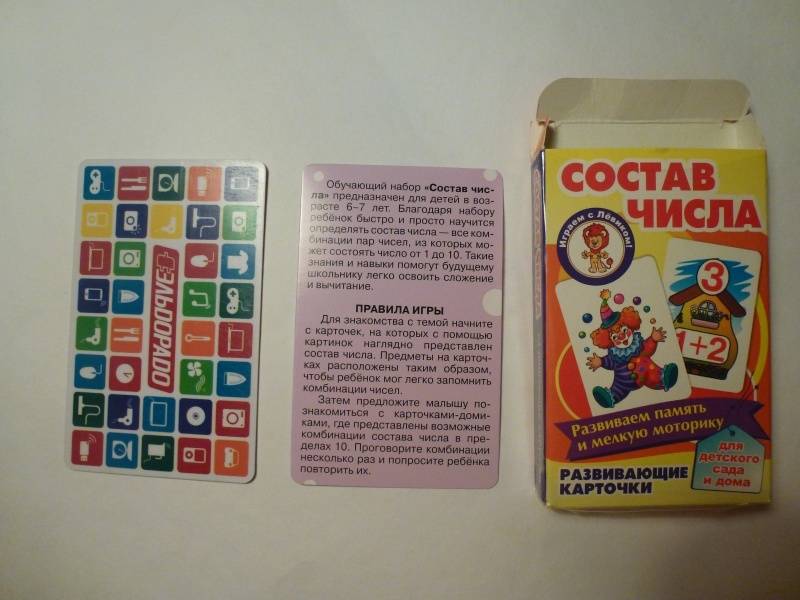 ЭЛЬДОРАДО
Обучающий набор «Состав чис-
ла» предназначен для детей в воз-
расте 6–7 лет. Благодаря набору
ребёнок быстро и просто научится
определять состава числа — все ком-
бинации пар чисел, из которых мо-
жет состоять число от 1 до 10. Такие
знания и навыки помогут будущему
школьнику легко освоить сложение
и вычитание.
ПРАВИЛА ИГРЫ
Для знакомства с темой начните
с карточек, на которых с помощью
картинок наглядно представлен
состав числа. Предметы на карточ-
ках расположены таким образом,
чтобы ребёнок мог легко запомнить
комбинации чисел.
Затем предложите малышу по-
знакомиться с карточками-доми-
ками, где представлены возможные
комбинации состава числа в пре-
делах 10. Проговорите комбинации
несколько раз и попросите ребёнка
повторить их.
СОСТАВ
ЧИСЛА
Играем с Лёвиком!
3
1+2
Развиваем память
и мелкую моторику
для
детского
сада
и дома
РАЗВИВАЮЩИЕ
КАРТОЧКИ